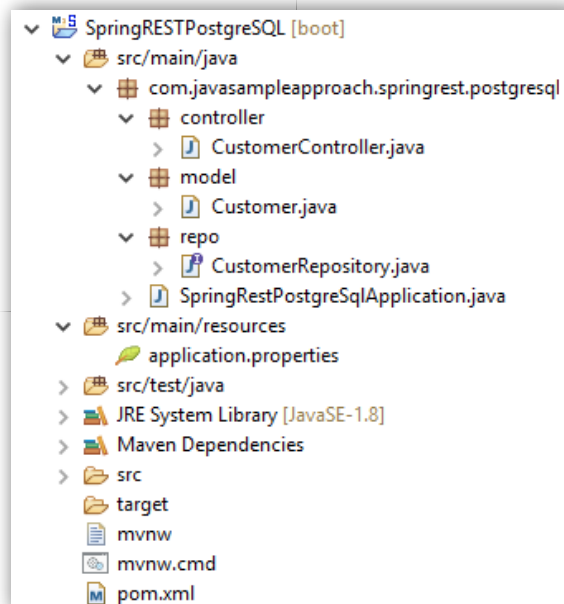 SpringRESTPostgreSQL [boot]
src/main/java
com.javasampleapproach.springrest.postgresql
controller
CustomerController.java
model
Customer.java
repo
CustomerRepository.java
SpringRestPostgreSqlApplication.java
src/main/resources
application.properties
src/test/java
JRE System Library [JavaSE-1.8]
Maven Dependencies
src
target
mvnw
mvnw.cmd
pom.xml